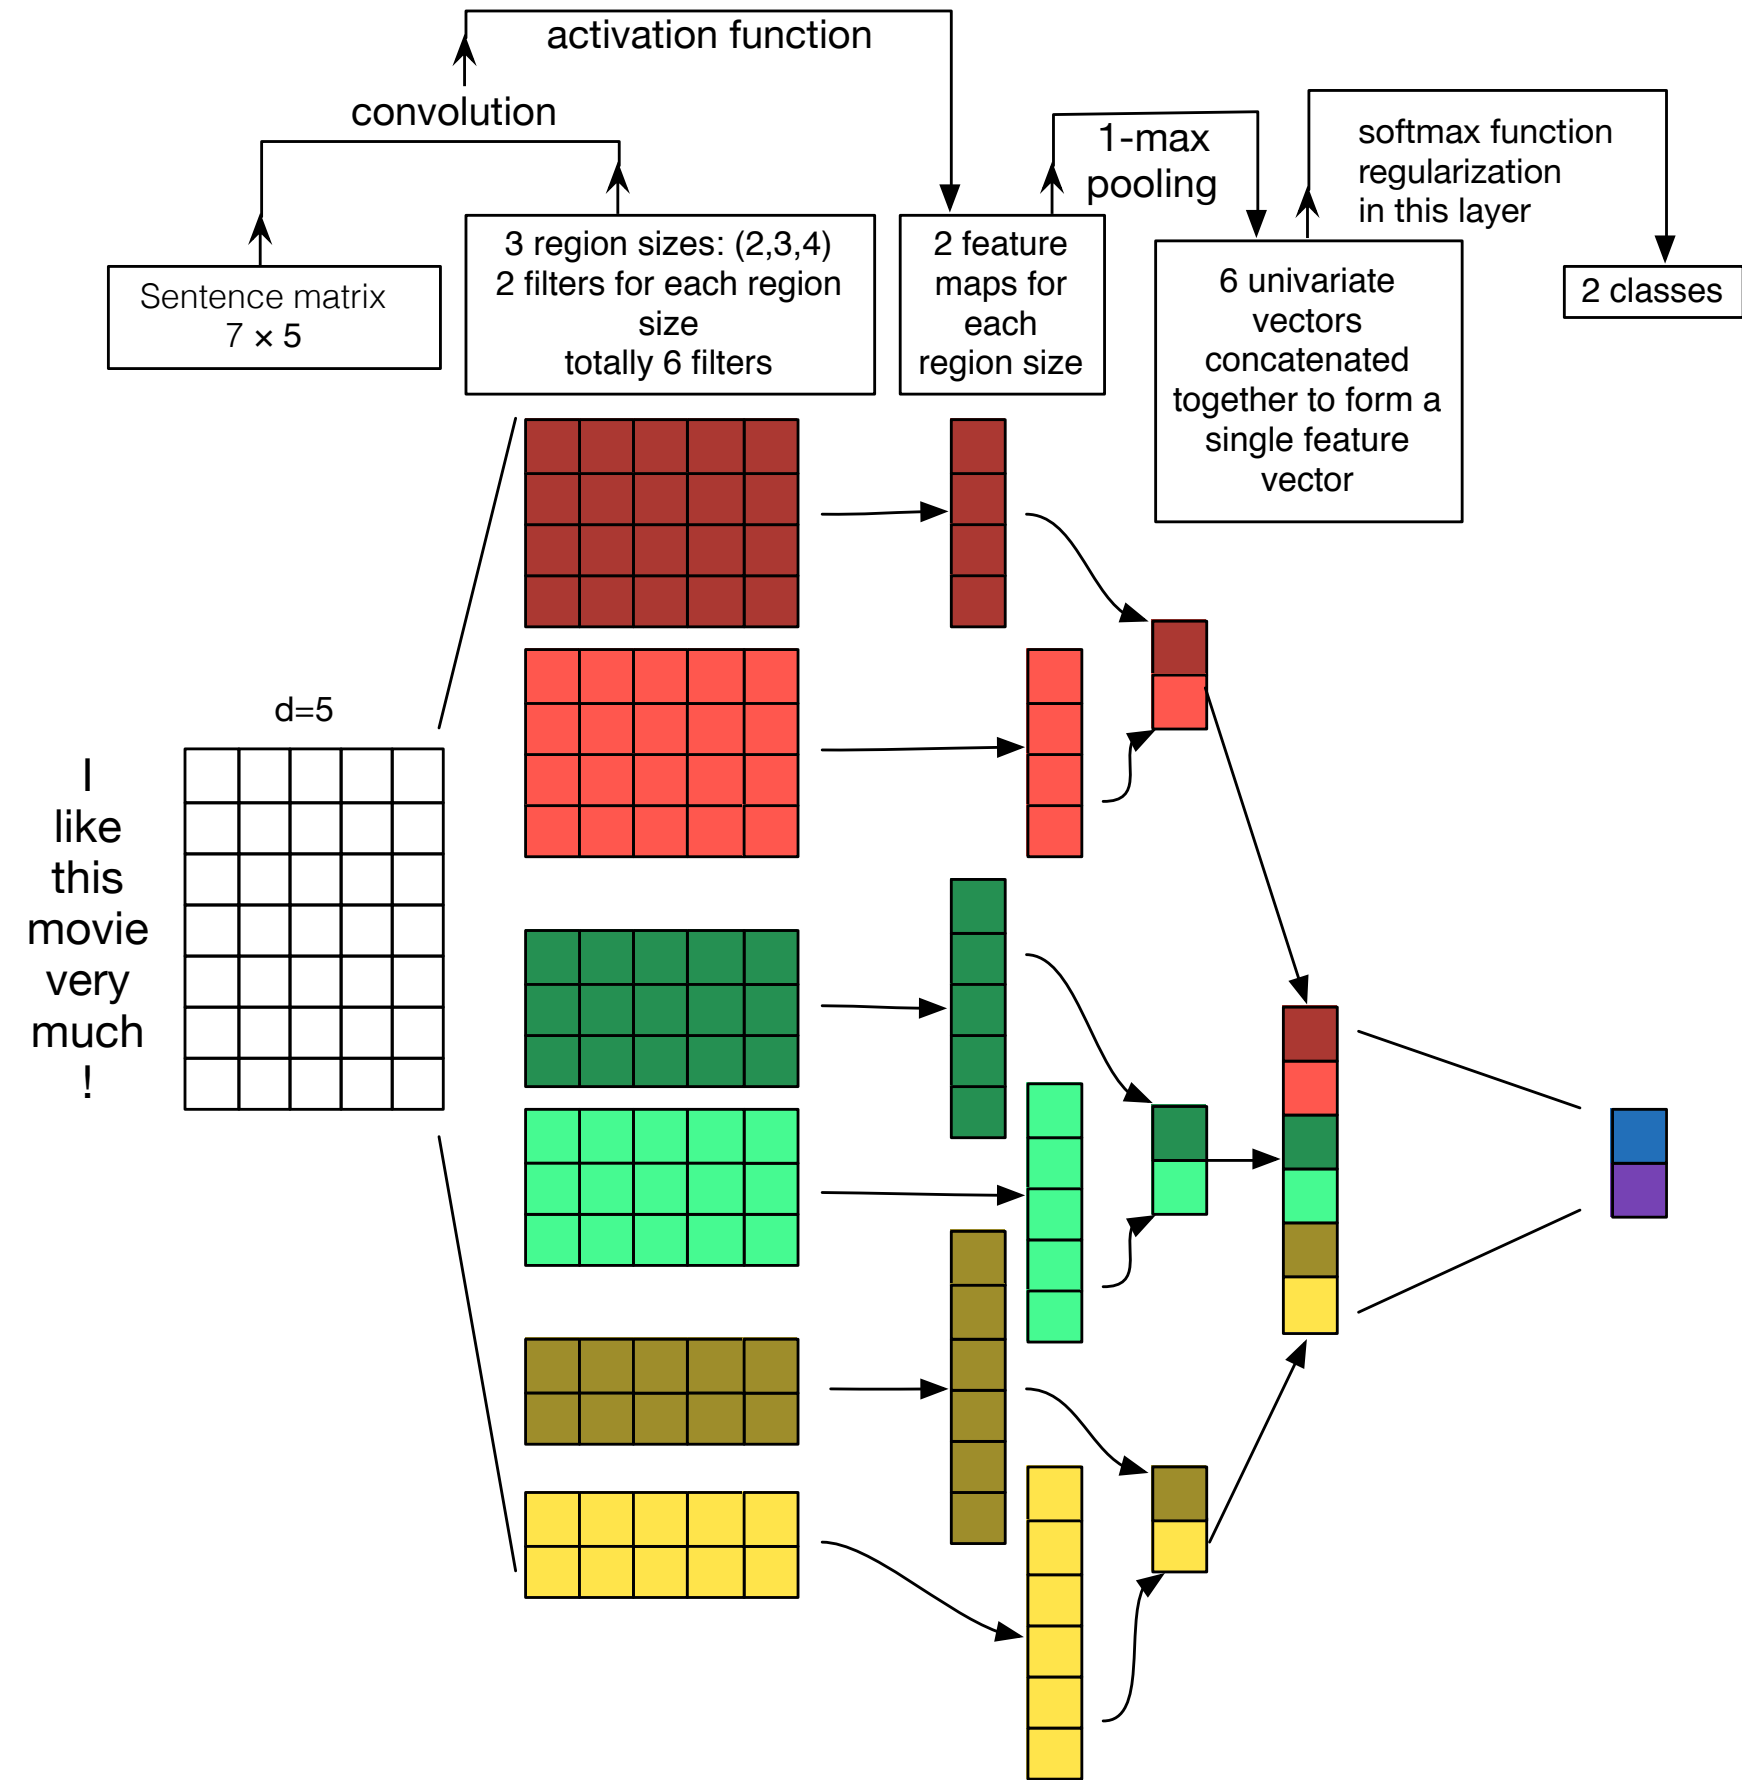 activation function
convolution
1-max
pooling
softmax function
regularization
in this layer
Sentence matrix
7 × 5
3 region sizes: (2,3,4)
2 filters for each region
size
totally 6 filters
2 feature
maps for
each
region size
6 univariate
vectors
concatenated
together to form a
single feature
vector
2 classes
d=5
I
like
this
movie
very
much
!